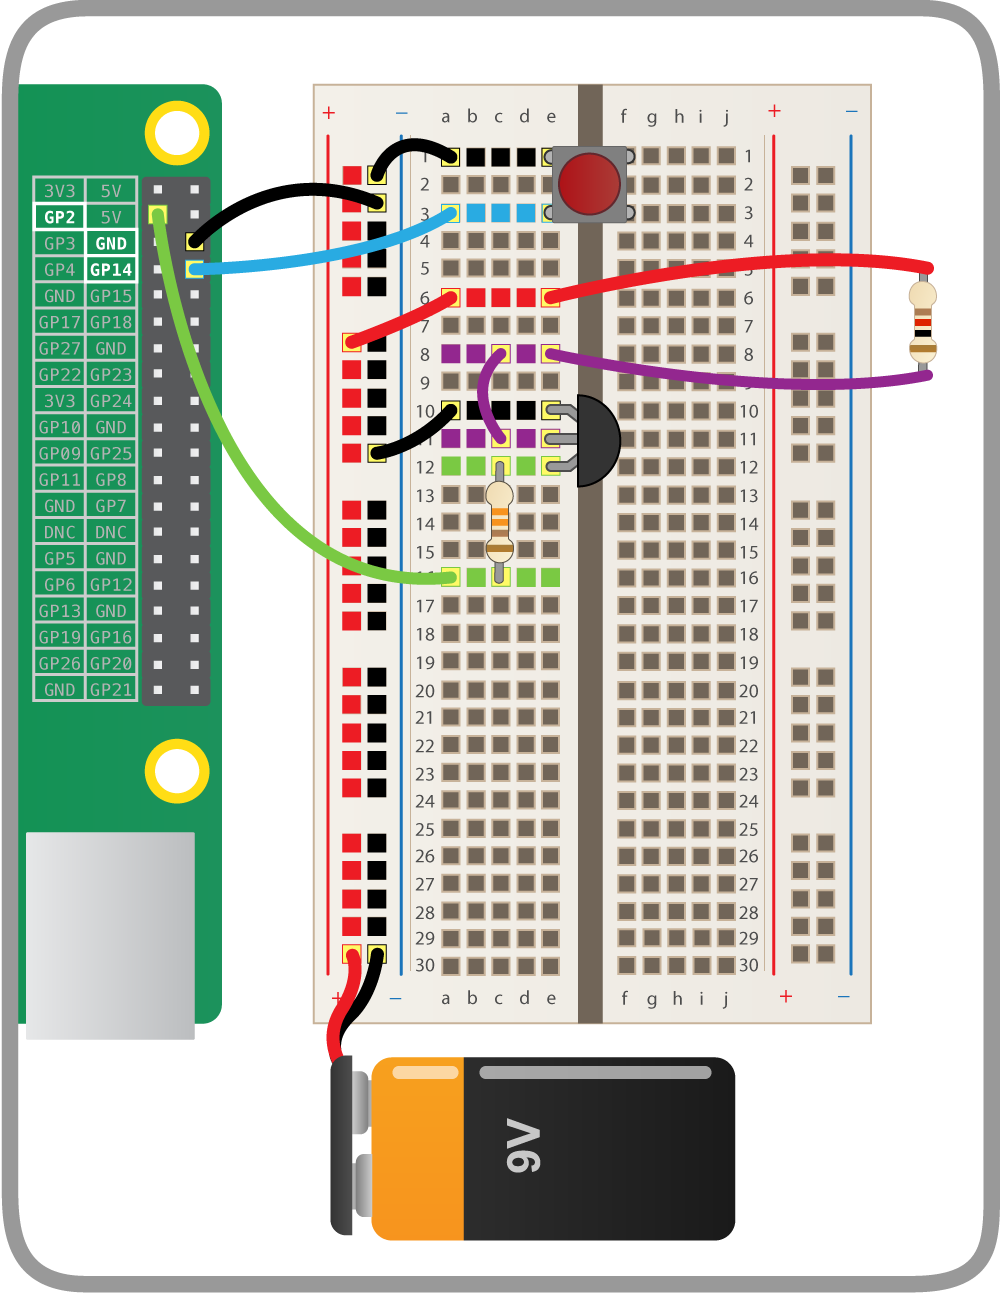 + − a b c d e f g h i j + −
1 1
2 2
3V3 5V
GP2 5V 3 3
GP3 GND 4 4
GP4 GPI4 5 5
GND GP15 6 6
GP17 GP18 7 7
GP27 GND 8 8
GP22 GP23 9 9
3V3 GP24 10 10
GP10 GND 11 11
GP09 GP25 12 12
GP11 GP8 13 13
GND GP7 14 14
DNC DNC 15 15
GP5 GND
GP6 GP12 16
GP13 GND 17 17
GP19 GP16 18 18
GP26 GP20 19 19
GND GP21 20 20
21 21
22 22
23 23
24 24
25 25
26 26
27 27
28 28
29 29
30 30
+ − a b c d e f g h i j + −
9V